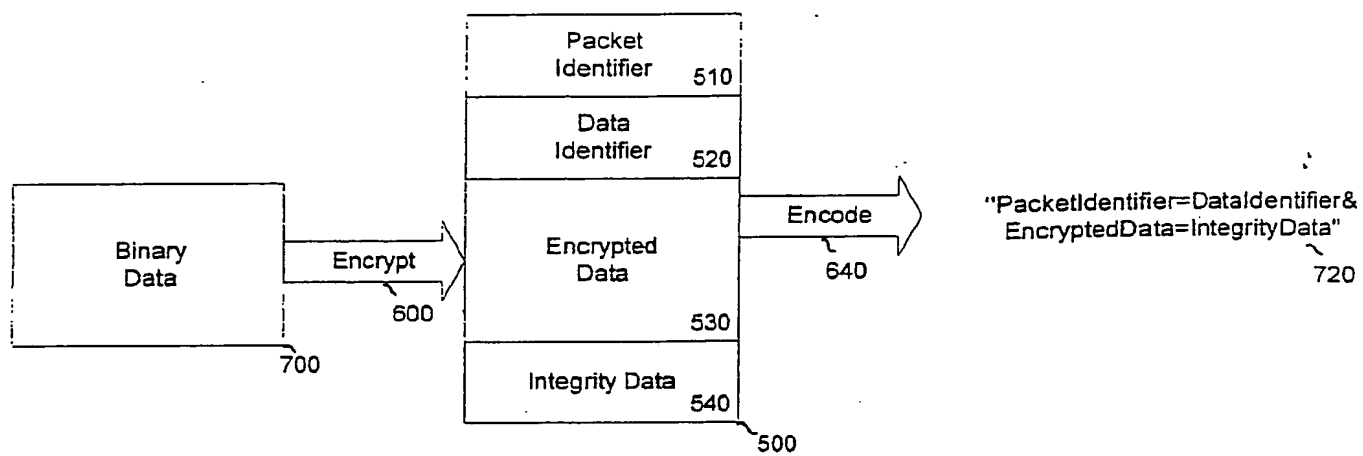 Packet
Identifier
510
Data
Identifier
520
Binary
Data
700
Encrypt
600
Encrypted
Data
530
Integrity Data
540
500
Encode
640
"PacketIdentifier=DataIdentifier&
EncryptedData=IntegrityData"
720